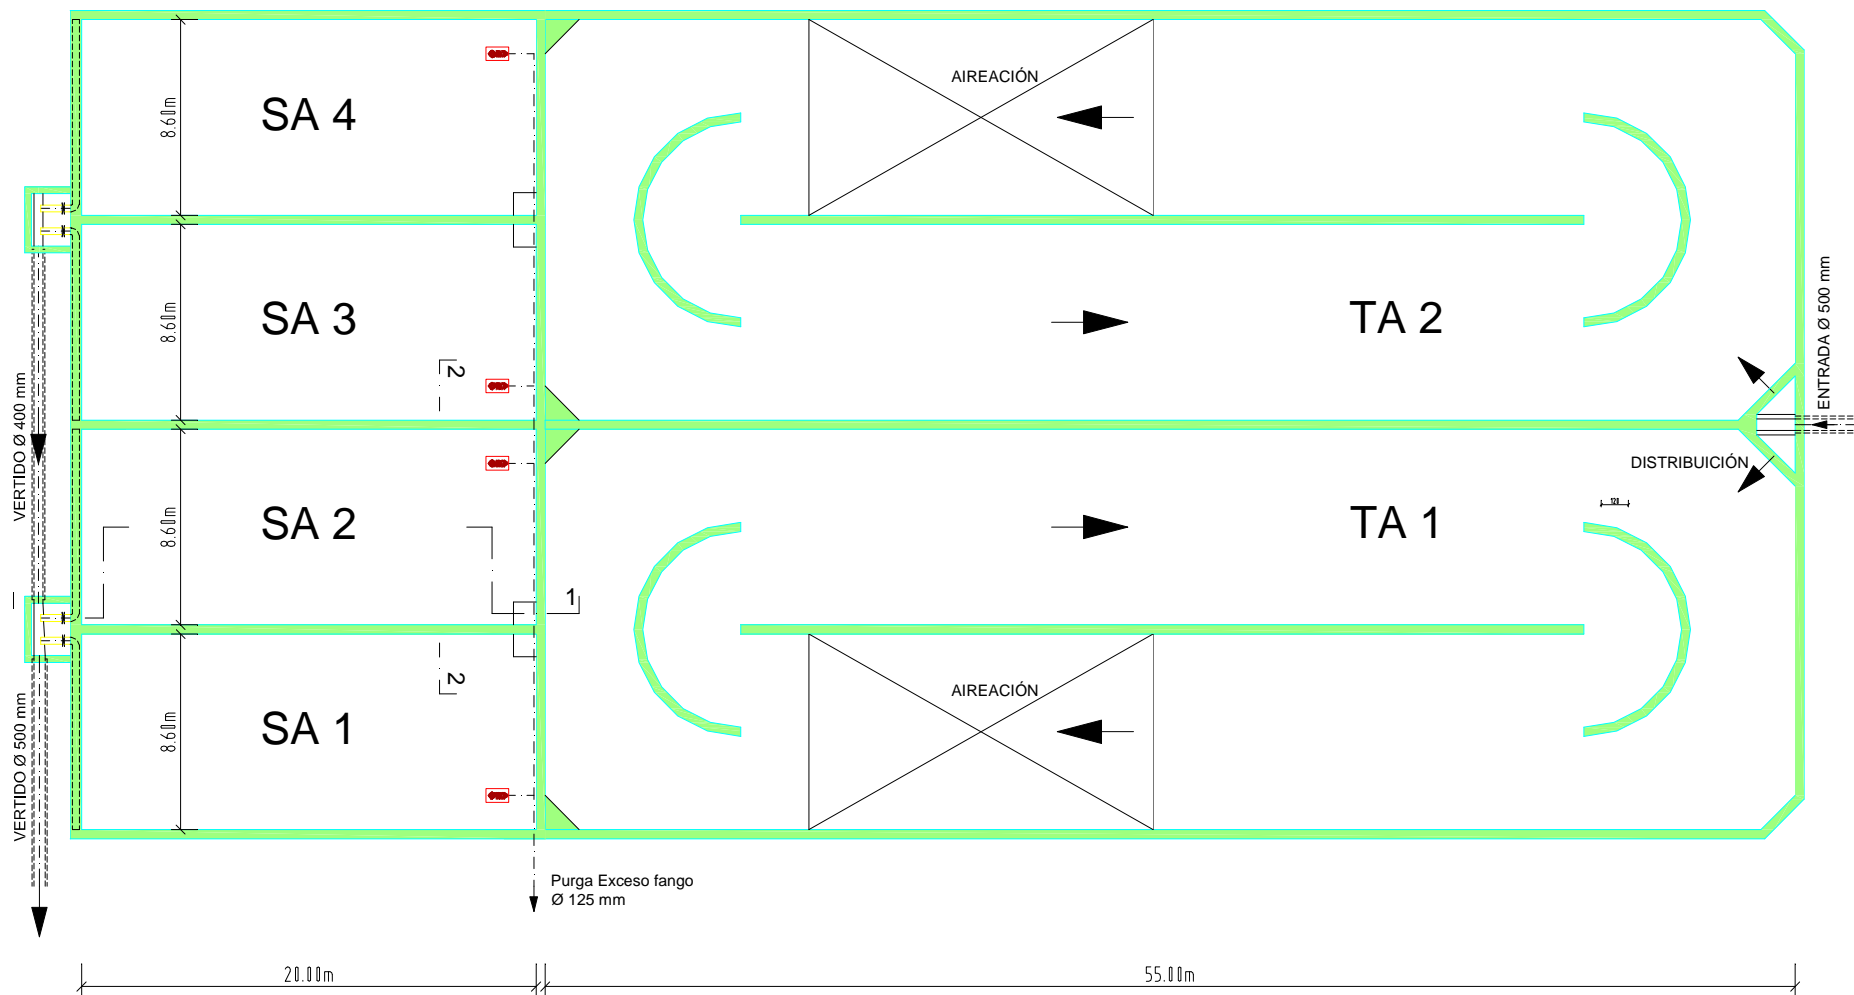 AIREACIÓN
SA 4
8.60m
SA 3
8.60m
TA 2
ENTRADA Ø 500 mm
2
VERTIDO Ø 400 mm
DISTRIBUICIÓN
120
SA 2
8.60m
TA 1
1
2
AIREACIÓN
SA 1
8.60m
VERTIDO Ø 500 mm
Purga Exceso fango
Ø 125 mm
20.00m
55.00m